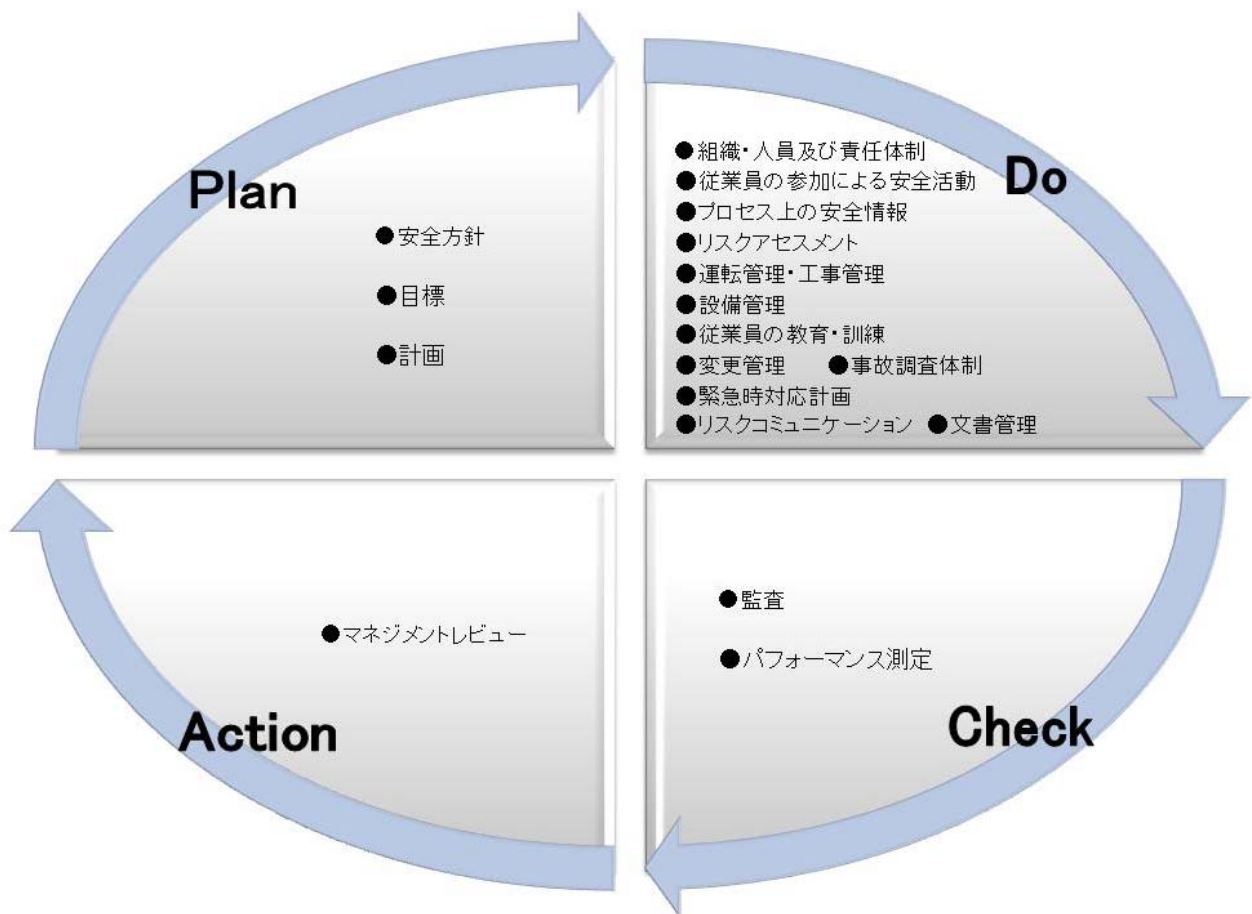 Plan
●安全方針
●目標
●計画
Do
●組織・人員及び責任体制
●従業員の参加による安全活動
●プロセス上の安全情報
●リスクアセスメント
●運転管理・工事管理
●設備管理
●従業員の教育・訓練
●変更管理 ●事故調査体制
●緊急時対応計画
●リスクコミュニケーション ●文書管理
Check
●監査
●パフォーマンス測定
Action
●マネジメントレビュー